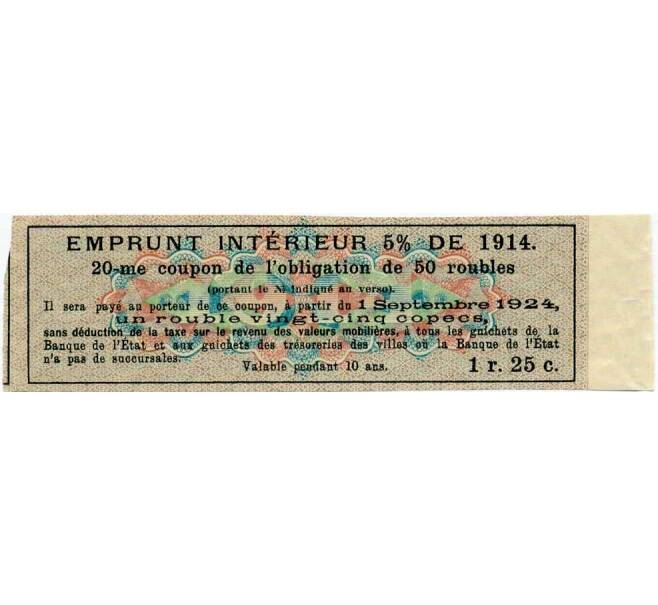 EMPRUNT INTÉRIEUR 5% DE 1914.
20-me coupon de l'obligation de 50 roubles
(portant le № indiqué au verso).
Il sera payé au porteur de ce coupon, à partir du 1 Septembre 1924,
un rouble vingt-cinq copecs,
sans déduction de la taxe sur le revenu des valeurs mobilières, à tous les guichets de la
Banque de l'État et aux guichets des trésoreries des villes où la Banque de l'État
n'a pas de succursales.
Valable pendant 10 ans.
1 r. 25 c.